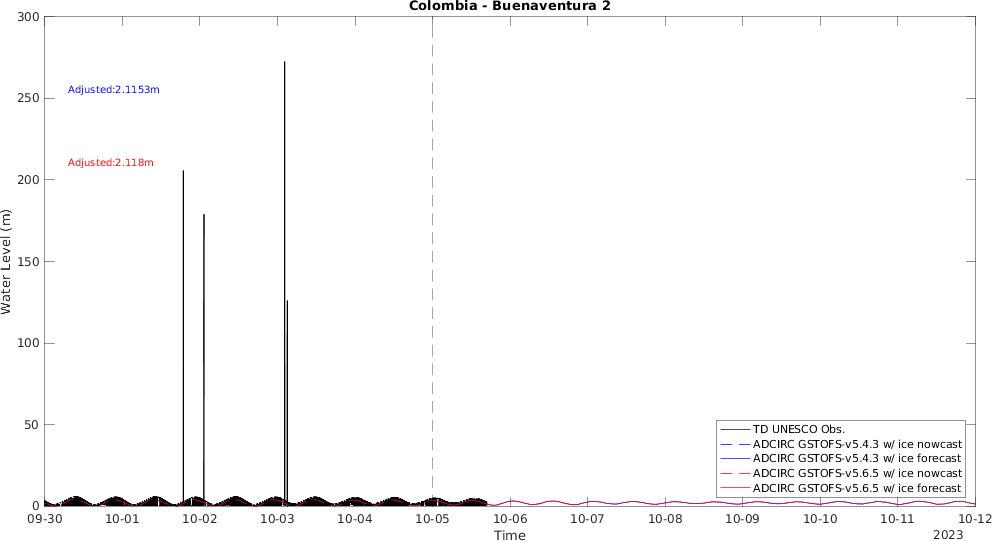 Colombia - Buenaventura 2
300
250
200
150
100
50
0
Water Level (m)
Adjusted:2.1153m
Adjusted:2.118m
TD UNESCO Obs.
ADCIRC GSTOFS-v5.4.3 w/ ice nowcast
ADCIRC GSTOFS-v5.4.3 w/ ice forecast
ADCIRC GSTOFS-v5.6.5 w/ ice nowcast
ADCIRC GSTOFS-v5.6.5 w/ ice forecast
09-30 10-01 10-02 10-03 10-04 10-05 10-06 10-07 10-08 10-09 10-10 10-11 10-12
Time
2023